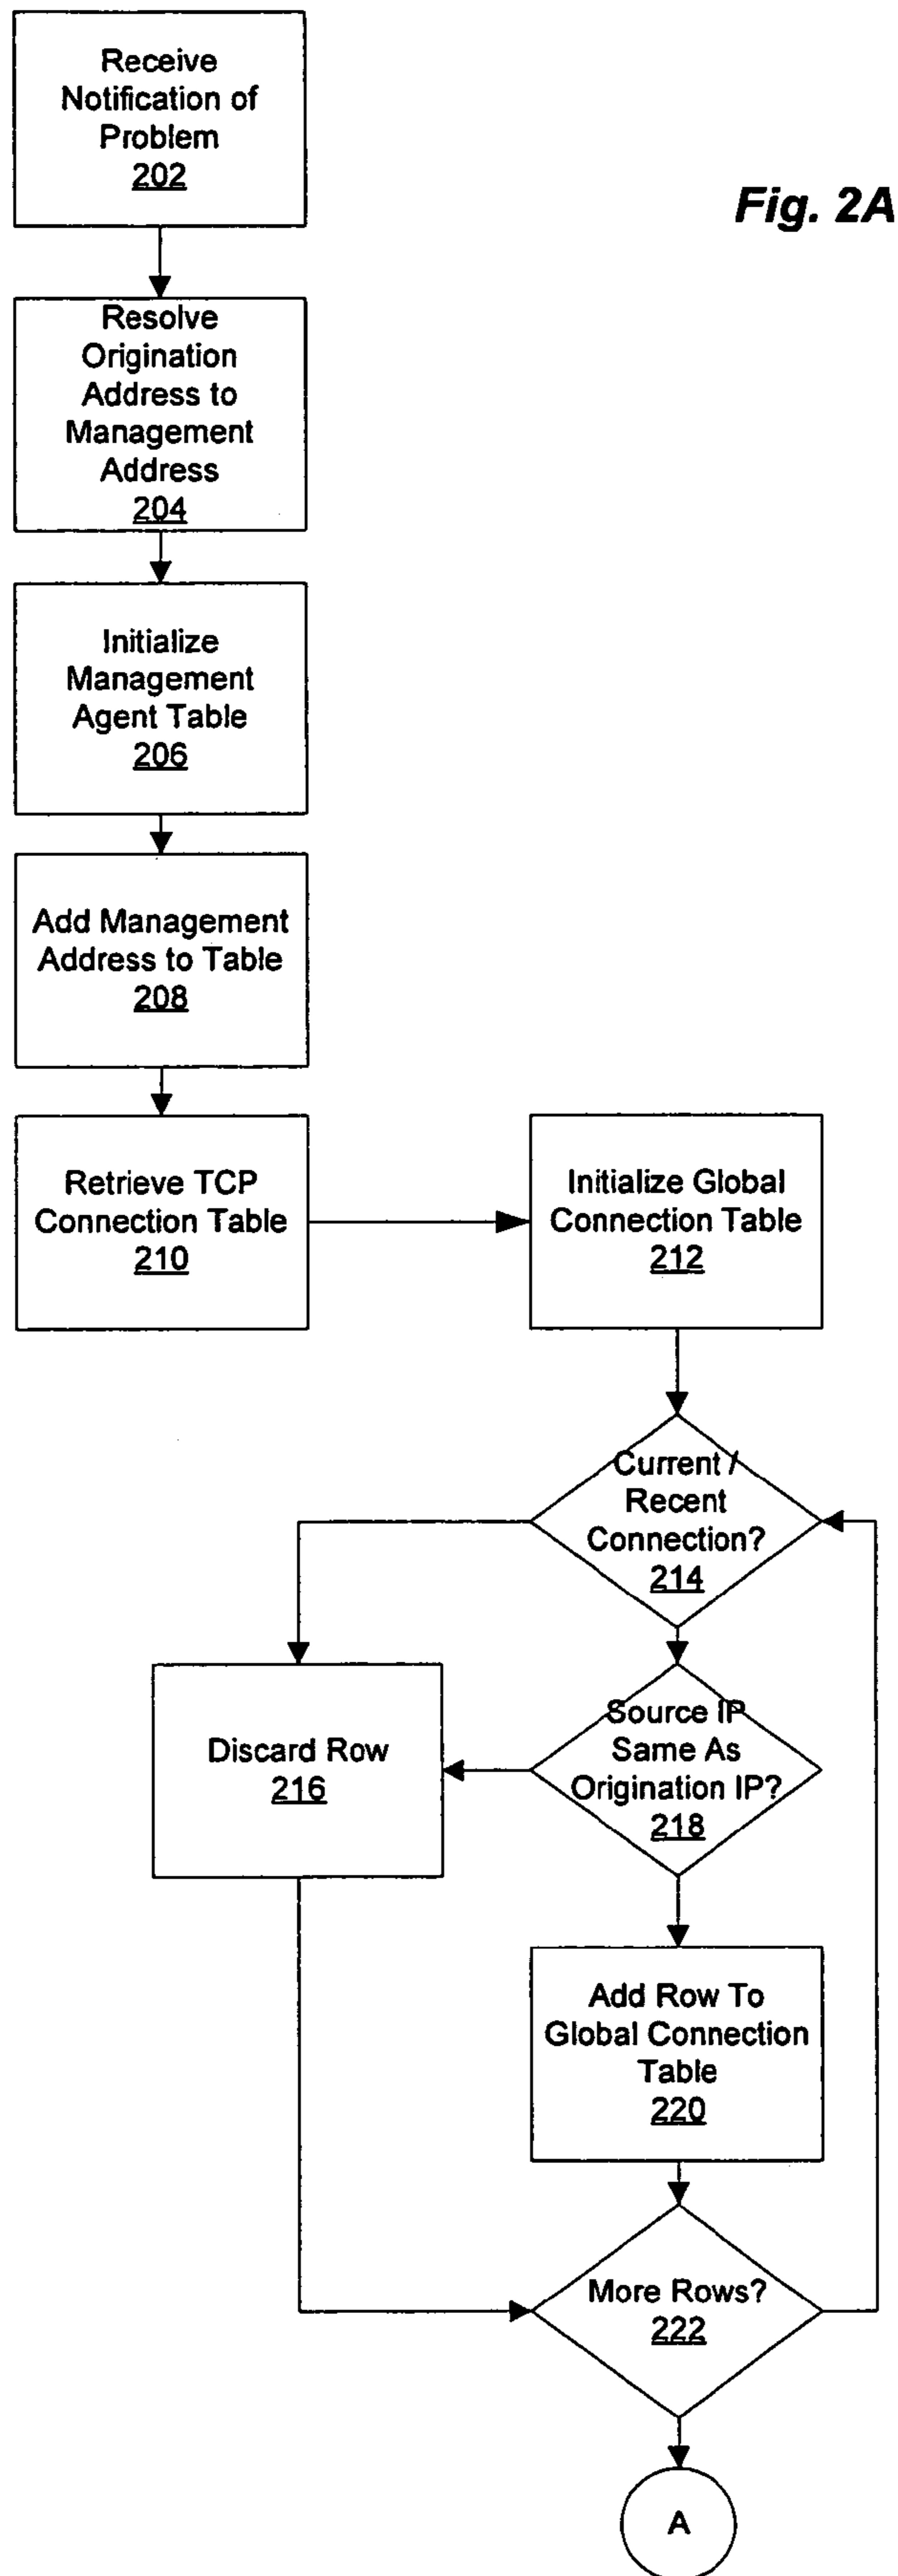 Receive
Notification of
Problem
202
Fig. 2A
Resolve
Origination
Address to
Management
Address
204
Initialize
Management
Agent Table
206
Add Management
Address to Table
208
Retrieve TCP
Connection Table
210
Initialize Global
Connection Table
212
Current /
Recent
Connection?
214
Source IP
Same As
Origination IP?
218
Discard Row
216
Add Row To
Global Connection
Table
220
More Rows?
222
A